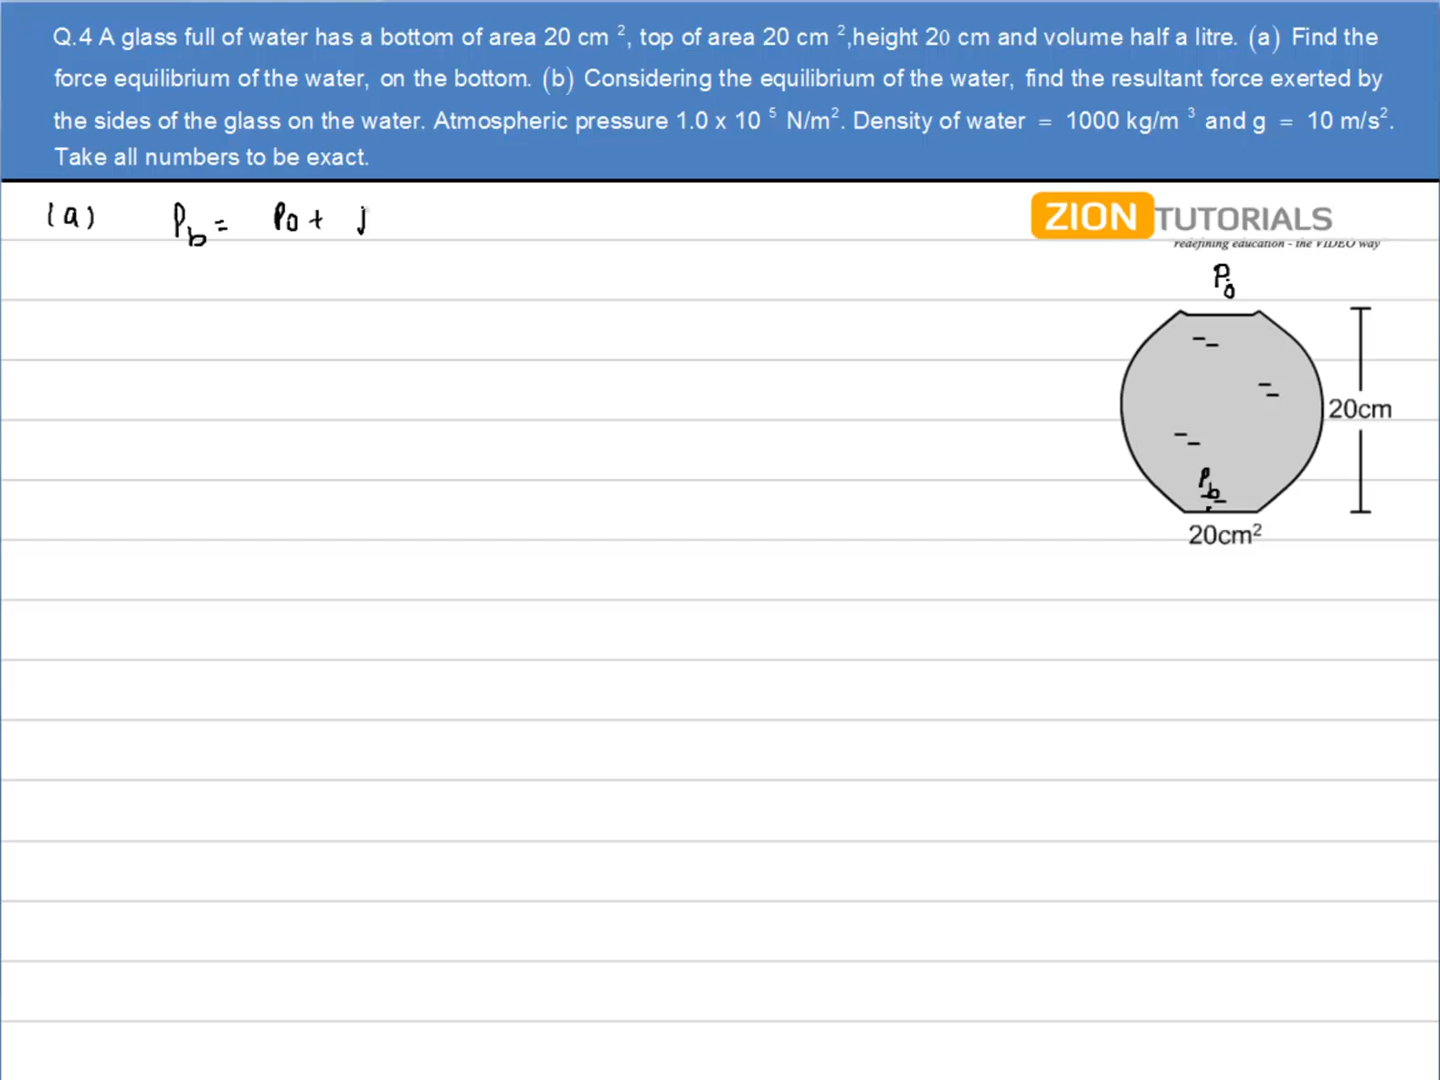 Q.4 A glass full of water has a bottom of area 20 cm ², top of area 20 cm ²,height 20 cm and volume half a litre. (a) Find the
force equilibrium of the water, on the bottom. (b) Considering the equilibrium of the water, find the resultant force exerted by
the sides of the glass on the water. Atmospheric pressure 1.0 x 10 ⁵ N/m². Density of water = 1000 kg/m ³ and g = 10 m/s².
Take all numbers to be exact.
(a) P_b = P_0 +
ZION TUTORIALS
redefining education - the VIDEO way
P_0
20cm
P_b
20cm²